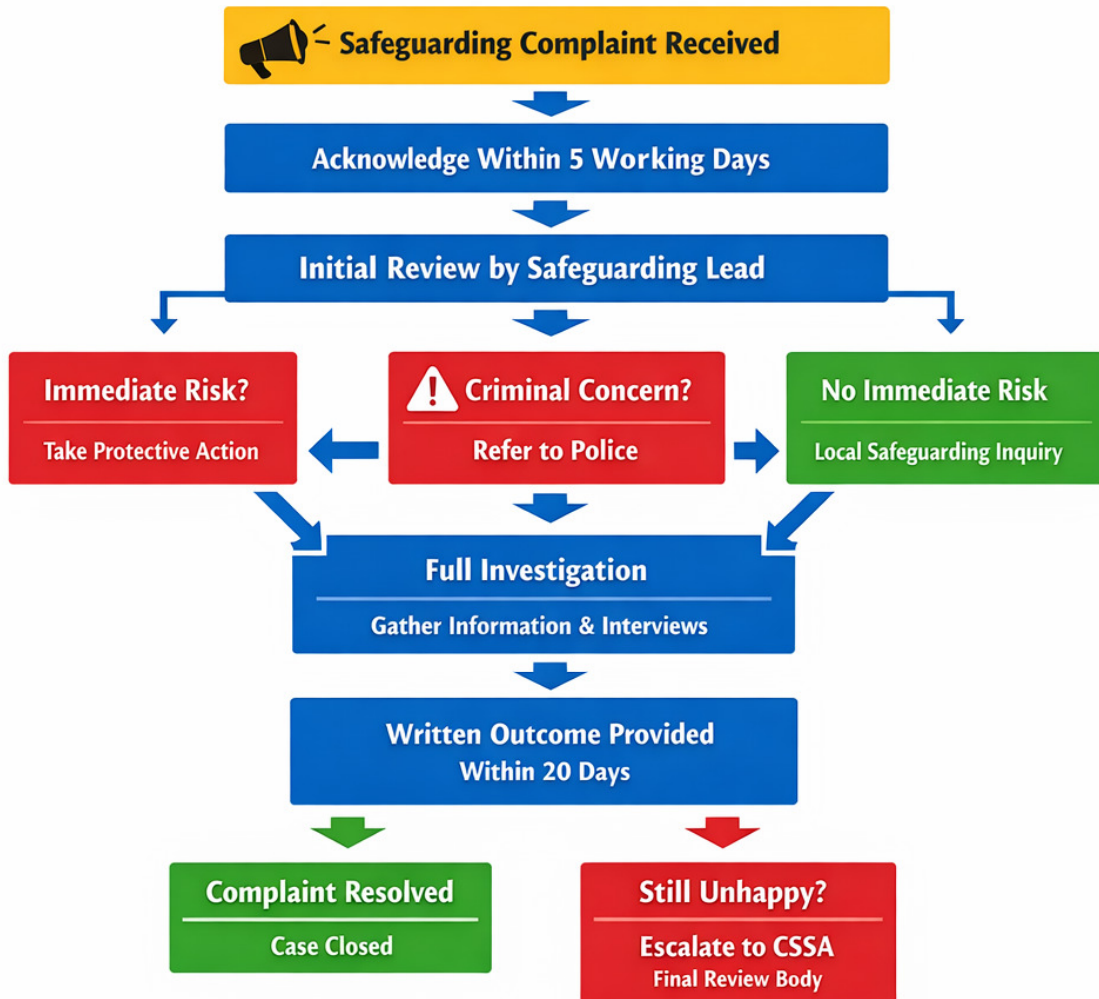 Safeguarding Complaint Received
Acknowledge Within 5 Working Days
Initial Review by Safeguarding Lead
Immediate Risk?
Take Protective Action
Criminal Concern?
Refer to Police
No Immediate Risk
Local Safeguarding Inquiry
Full Investigation
Gather Information & Interviews
Written Outcome Provided
Within 20 Days
Complaint Resolved
Case Closed
Still Unhappy?
Escalate to CSSA
Final Review Body